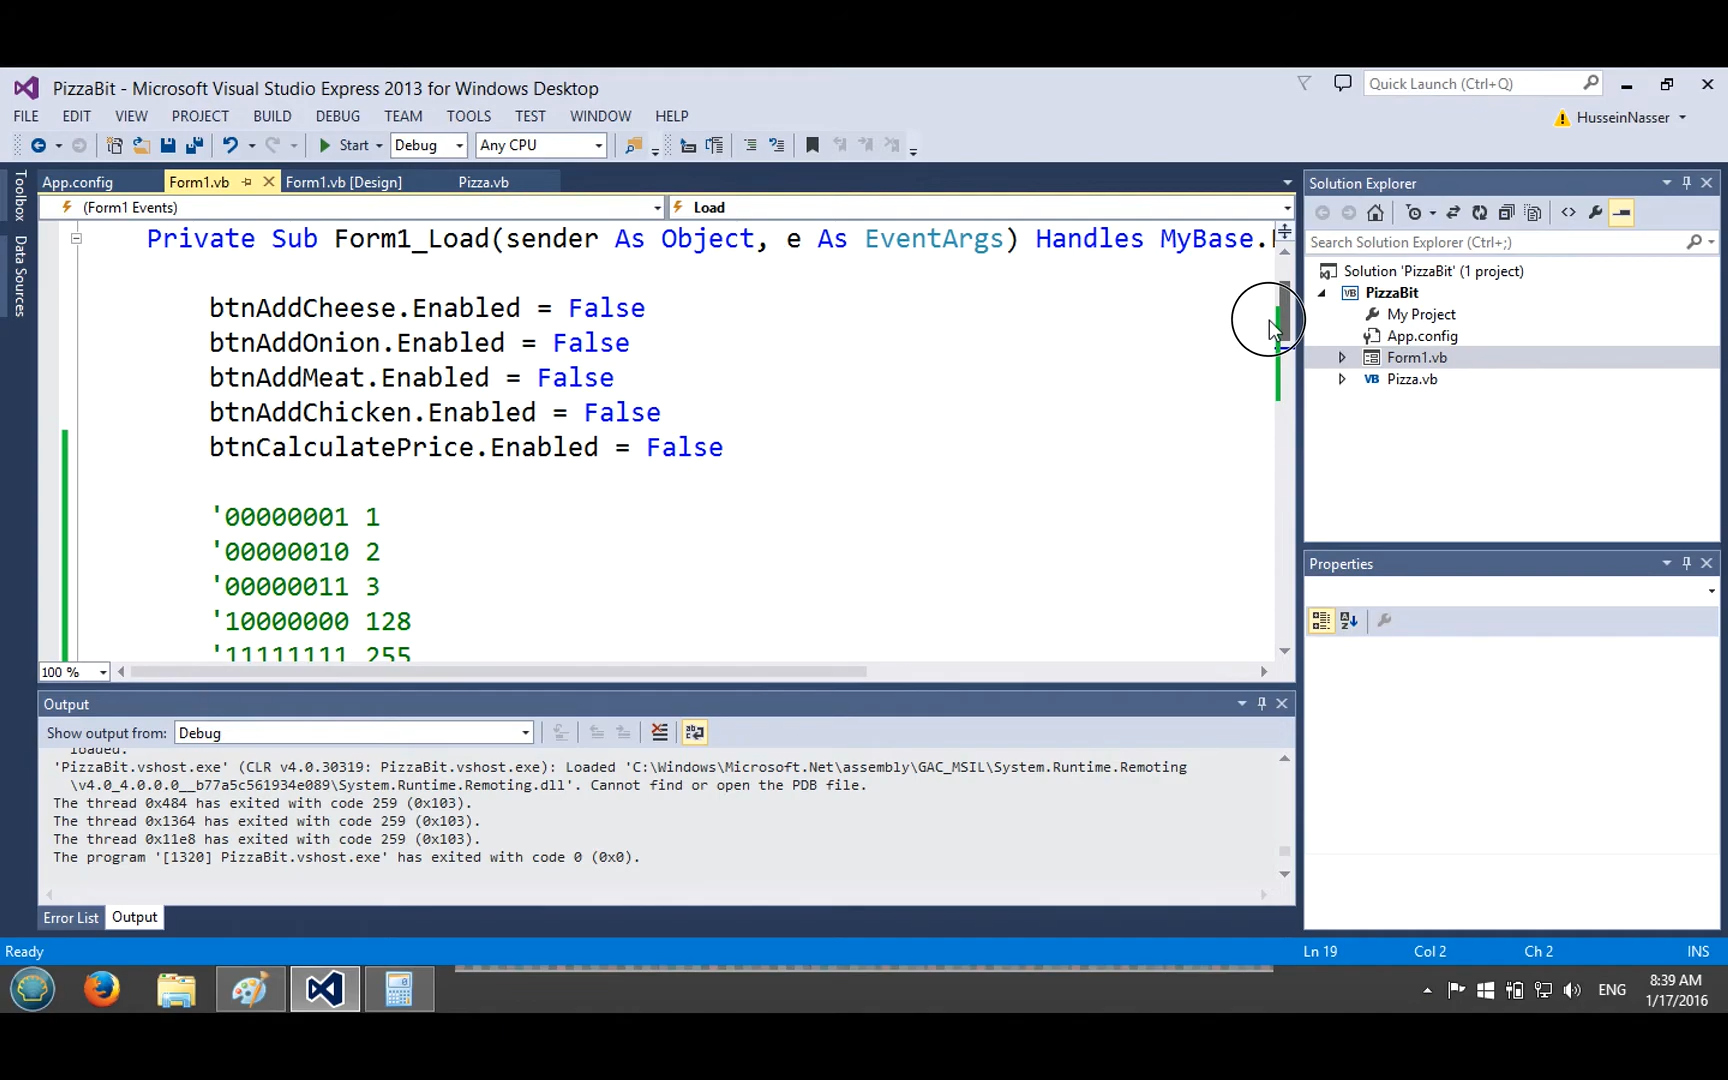 PizzaBit - Microsoft Visual Studio Express 2013 for Windows Desktop
Quick Launch (Ctrl+Q)
FILE EDIT VIEW PROJECT BUILD DEBUG TEAM TOOLS TEST WINDOW HELP
HusseinNasser
Start Debug Any CPU
Toolbox
Data Sources
App.config Form1.vb Form1.vb [Design] Pizza.vb
(Form1 Events) Load
Private Sub Form1_Load(sender As Object, e As EventArgs) Handles MyBase.
btnAddCheese.Enabled = False
btnAddOnion.Enabled = False
btnAddMeat.Enabled = False
btnAddChicken.Enabled = False
btnCalculatePrice.Enabled = False
'00000001 1
'00000010 2
'00000011 3
'10000000 128
'11111111 255
100 %
Solution Explorer
Search Solution Explorer (Ctrl+;)
Solution 'PizzaBit' (1 project)
VB PizzaBit
My Project
App.config
Form1.vb
VB Pizza.vb
Properties
Output
Show output from: Debug
loaded.
'PizzaBit.vshost.exe' (CLR v4.0.30319: PizzaBit.vshost.exe): Loaded 'C:\Windows\Microsoft.Net\assembly\GAC_MSIL\System.Runtime.Remoting
\v4.0_4.0.0.0__b77a5c561934e089\System.Runtime.Remoting.dll'. Cannot find or open the PDB file.
The thread 0x484 has exited with code 259 (0x103).
The thread 0x1364 has exited with code 259 (0x103).
The thread 0x11e8 has exited with code 259 (0x103).
The program '[1320] PizzaBit.vshost.exe' has exited with code 0 (0x0).
Error List Output
Ready Ln 19 Col 2 Ch 2 INS
ENG
8:39 AM
1/17/2016